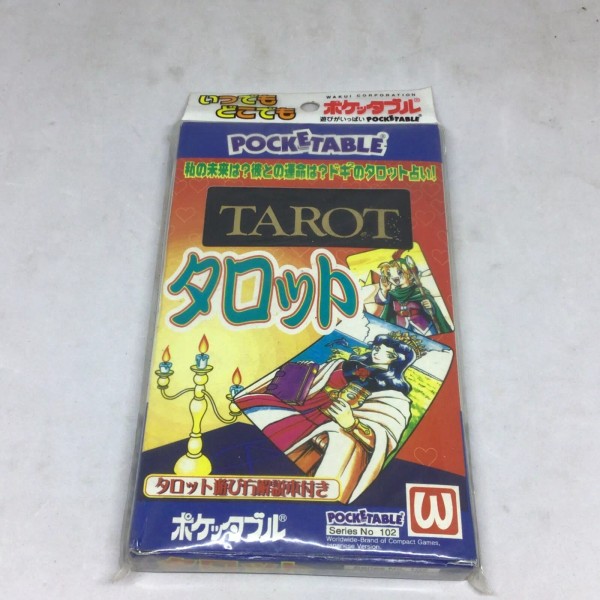 いつでも
どこでも
WAKUI CORPORATION
ポケッタブル®
遊びがいっぱい POCKETABLE®
POCKETABLE®
私の未来は?彼との運命は?ドキドキのタロット占い!
TAROT
タロット
タロット遊び方解説書付き
ポケッタブル®
POCKETABLE®
Series No 102
Worldwide-Brand of Compact Games.
Version.
W